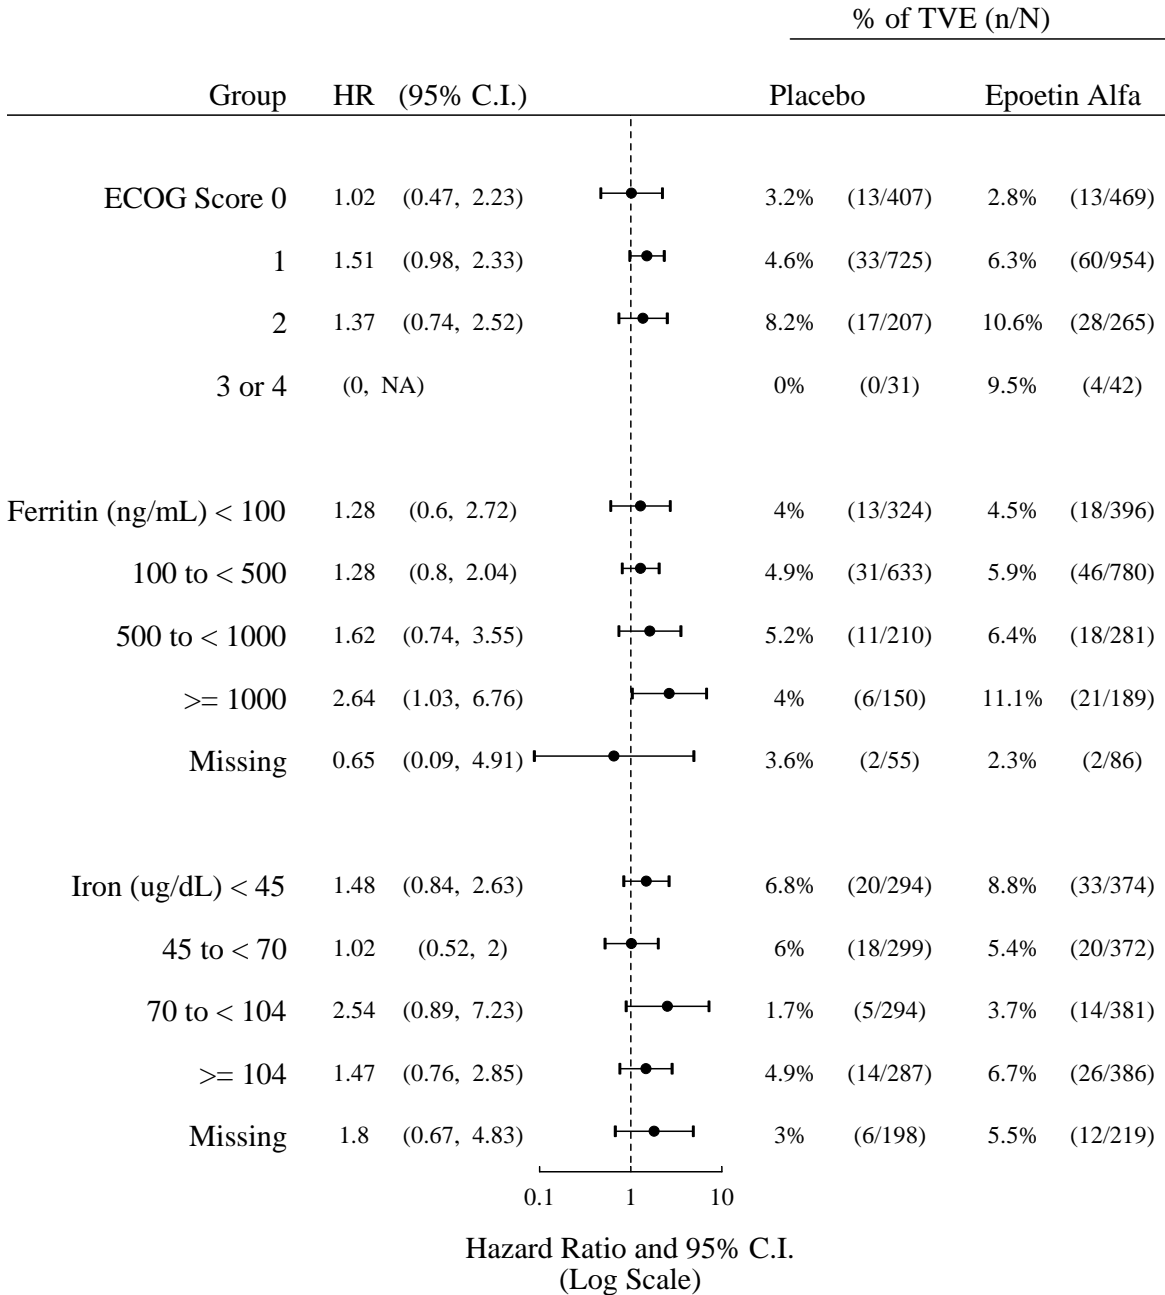 % of TVE (n/N)
Group HR (95% C.I.) Placebo Epoetin Alfa
ECOG Score 0 1.02 (0.47, 2.23) 3.2% (13/407) 2.8% (13/469)
1 1.51 (0.98, 2.33) 4.6% (33/725) 6.3% (60/954)
2 1.37 (0.74, 2.52) 8.2% (17/207) 10.6% (28/265)
3 or 4 (0, NA) 0% (0/31) 9.5% (4/42)
Ferritin (ng/mL) < 100 1.28 (0.6, 2.72) 4% (13/324) 4.5% (18/396)
100 to < 500 1.28 (0.8, 2.04) 4.9% (31/633) 5.9% (46/780)
500 to < 1000 1.62 (0.74, 3.55) 5.2% (11/210) 6.4% (18/281)
>= 1000 2.64 (1.03, 6.76) 4% (6/150) 11.1% (21/189)
Missing 0.65 (0.09, 4.91) 3.6% (2/55) 2.3% (2/86)
Iron (ug/dL) < 45 1.48 (0.84, 2.63) 6.8% (20/294) 8.8% (33/374)
45 to < 70 1.02 (0.52, 2) 6% (18/299) 5.4% (20/372)
70 to < 104 2.54 (0.89, 7.23) 1.7% (5/294) 3.7% (14/381)
>= 104 1.47 (0.76, 2.85) 4.9% (14/287) 6.7% (26/386)
Missing 1.8 (0.67, 4.83) 3% (6/198) 5.5% (12/219)
0.1 1 10
Hazard Ratio and 95% C.I.
(Log Scale)